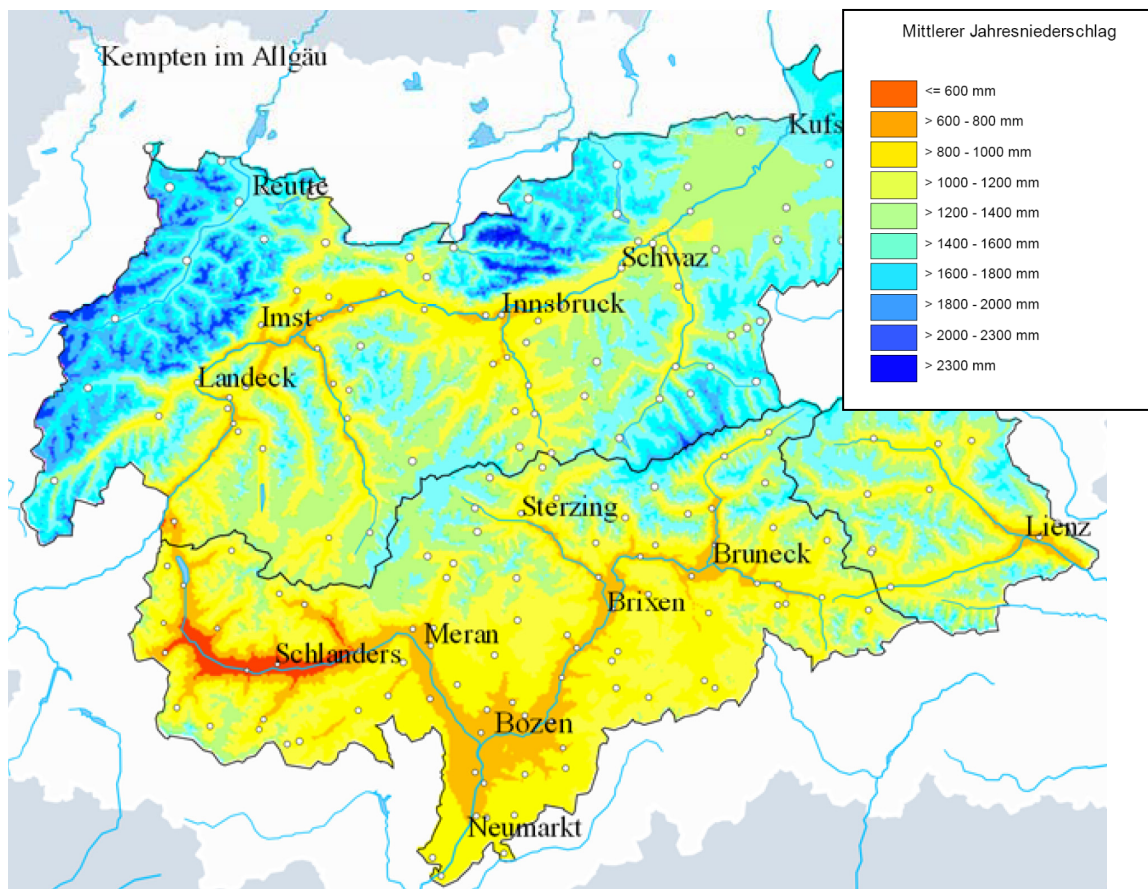 Mittlerer Jahresniederschlag
<= 600 mm
> 600 - 800 mm
> 800 - 1000 mm
> 1000 - 1200 mm
> 1200 - 1400 mm
> 1400 - 1600 mm
> 1600 - 1800 mm
> 1800 - 2000 mm
> 2000 - 2300 mm
> 2300 mm
Kempten im Allgäu
Kufs
Reutte
Schwaz
Innsbruck
Imst
Landeck
Sterzing
Lienz
Bruneck
Brixen
Meran
Schlanders
Bozen
Neumarkt